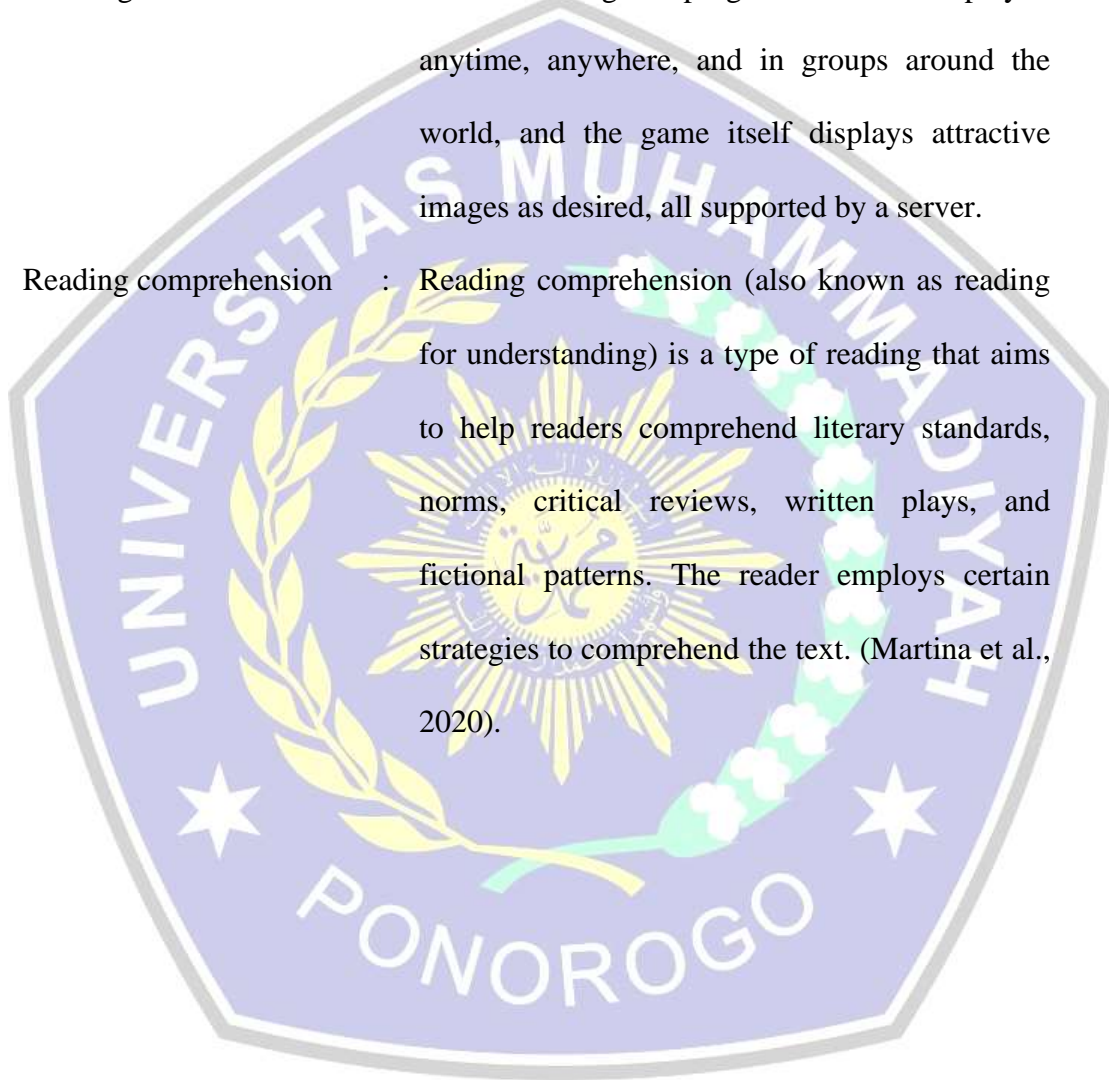 anytime, anywhere, and in groups around the
world, and the game itself displays attractive
images as desired, all supported by a server.
Reading comprehension : Reading comprehension (also known as reading
for understanding) is a type of reading that aims
to help readers comprehend literary standards,
norms, critical reviews, written plays, and
fictional patterns. The reader employs certain
strategies to comprehend the text. (Martina et al.,
2020).
UNIVERSITAS MUHAMMADIYAH
PONOROGO